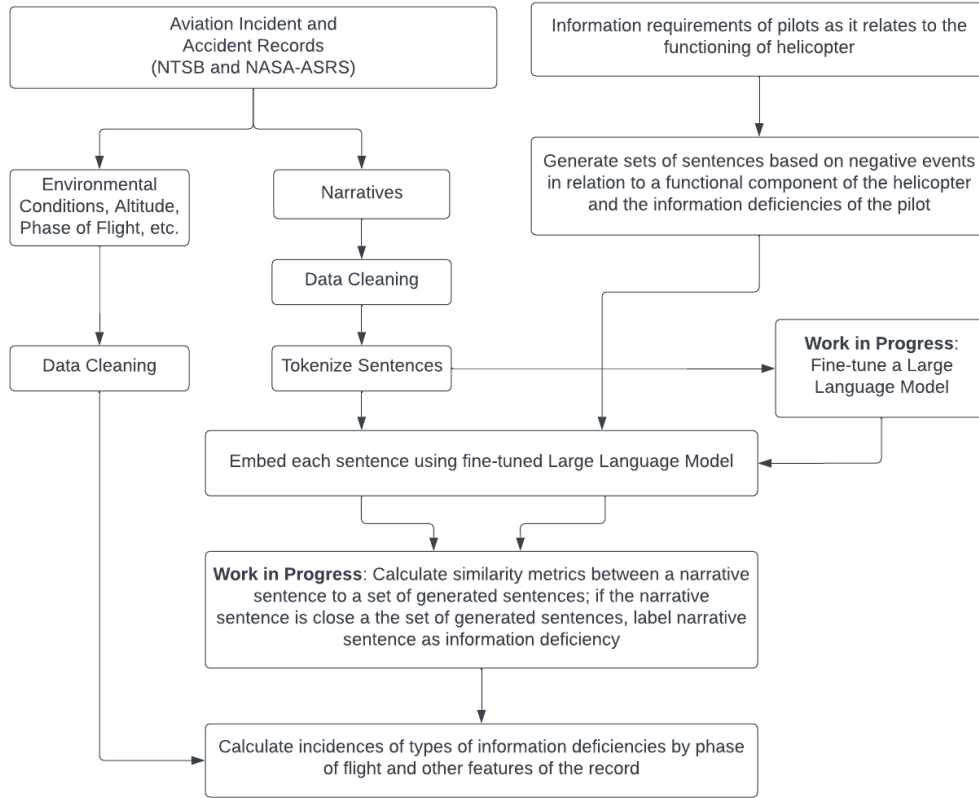 Aviation Incident and
Accident Records
(NTSB and NASA-ASRS)
Information requirements of pilots as it relates to the
functioning of helicopter
Environmental
Conditions, Altitude,
Phase of Flight, etc.
Narratives
Generate sets of sentences based on negative events
in relation to a functional component of the helicopter
and the information deficiencies of the pilot
Data Cleaning
Data Cleaning
Tokenize Sentences
Work in Progress:
Fine-tune a Large
Language Model
Embed each sentence using fine-tuned Large Language Model
Work in Progress: Calculate similarity metrics between a narrative
sentence to a set of generated sentences; if the narrative
sentence is close a the set of generated sentences, label narrative
sentence as information deficiency
Calculate incidences of types of information deficiencies by phase
of flight and other features of the record